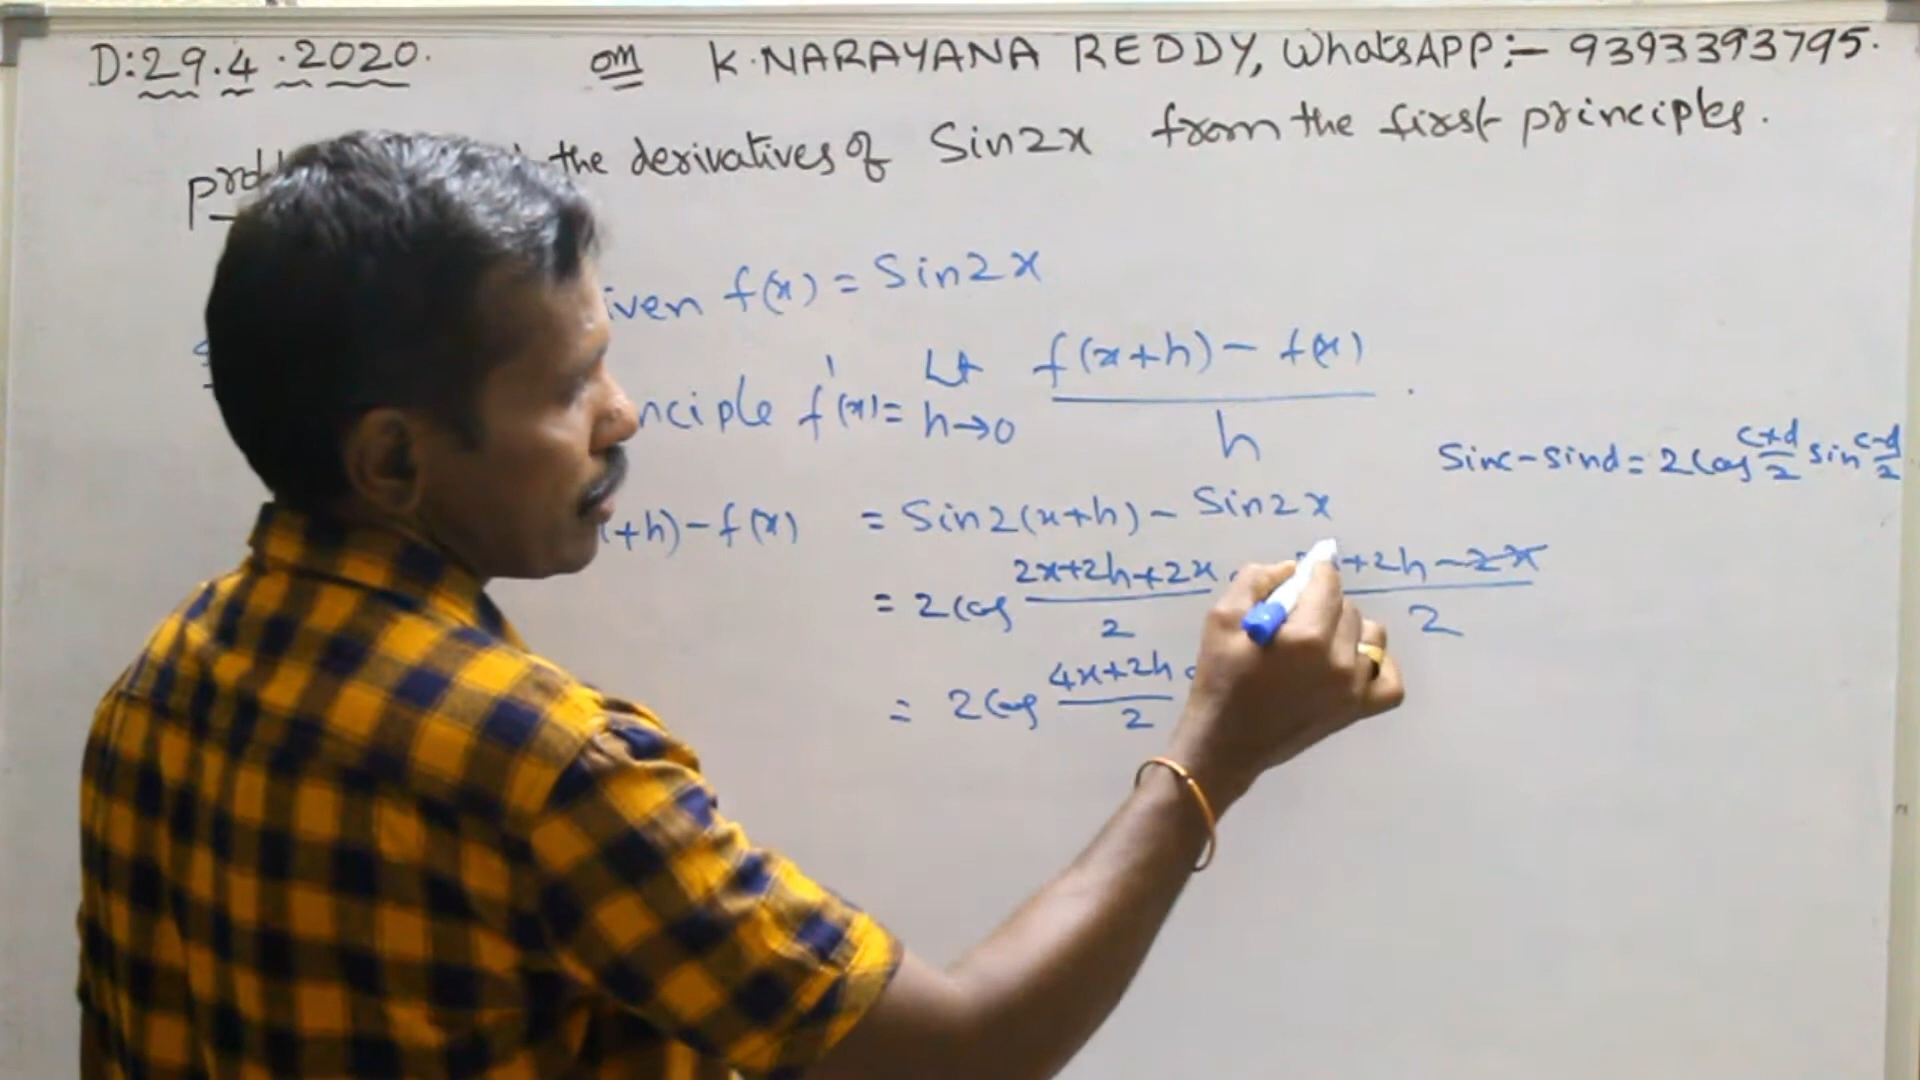 D:29.4.2020. om K.NARAYANA REDDY, WhatsAPP:- 9393393795.
the derivatives of Sin2x from the first principles.
f(x) = Sin2x
f'(x) = Lt h→0 f(x+h) - f(x) / h .
Sinc - Sind = 2Cos c+d/2 Sin c-d/2
+h) - f(x) = Sin2(x+h) - Sin2x
= 2Cos 2x+2h+2x / 2 +2h-2x / 2
= 2Cos 4x+2h / 2